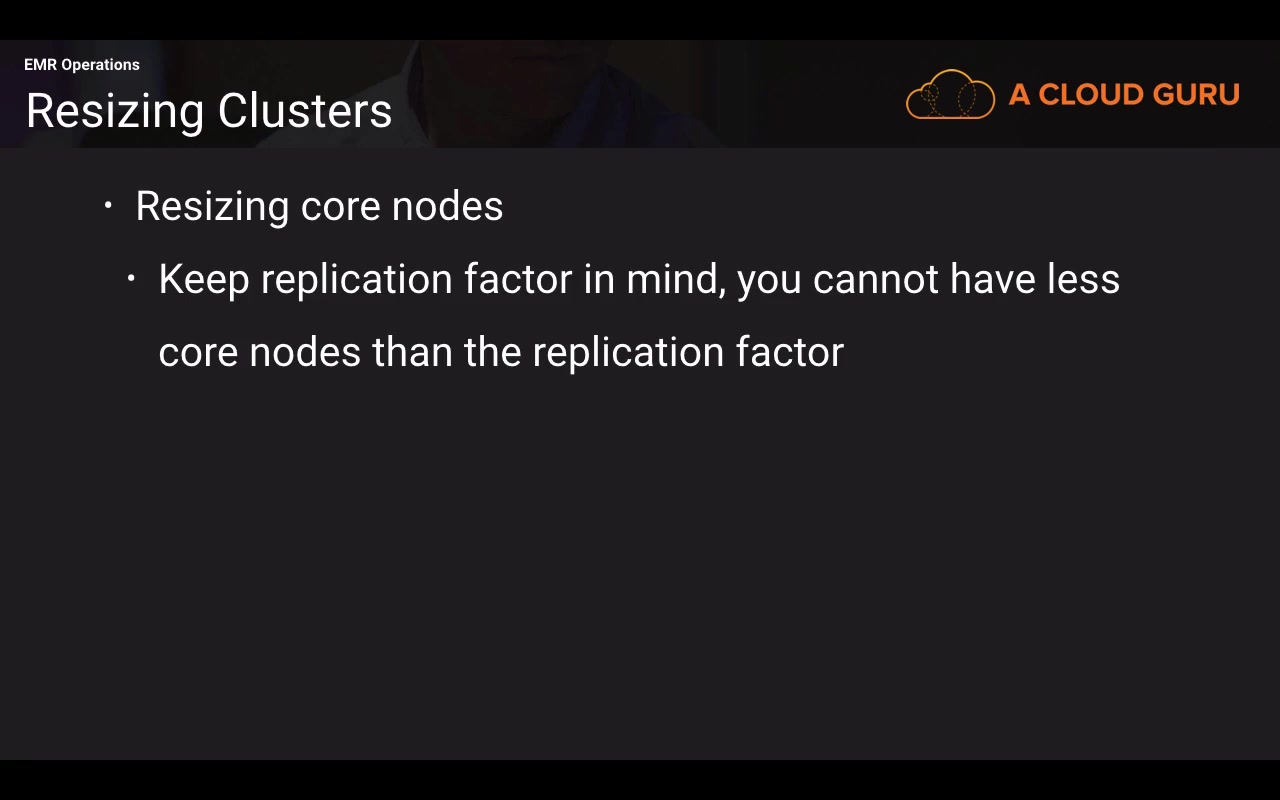 EMR Operations
Resizing Clusters
A CLOUD GURU
• Resizing core nodes
• Keep replication factor in mind, you cannot have less
core nodes than the replication factor